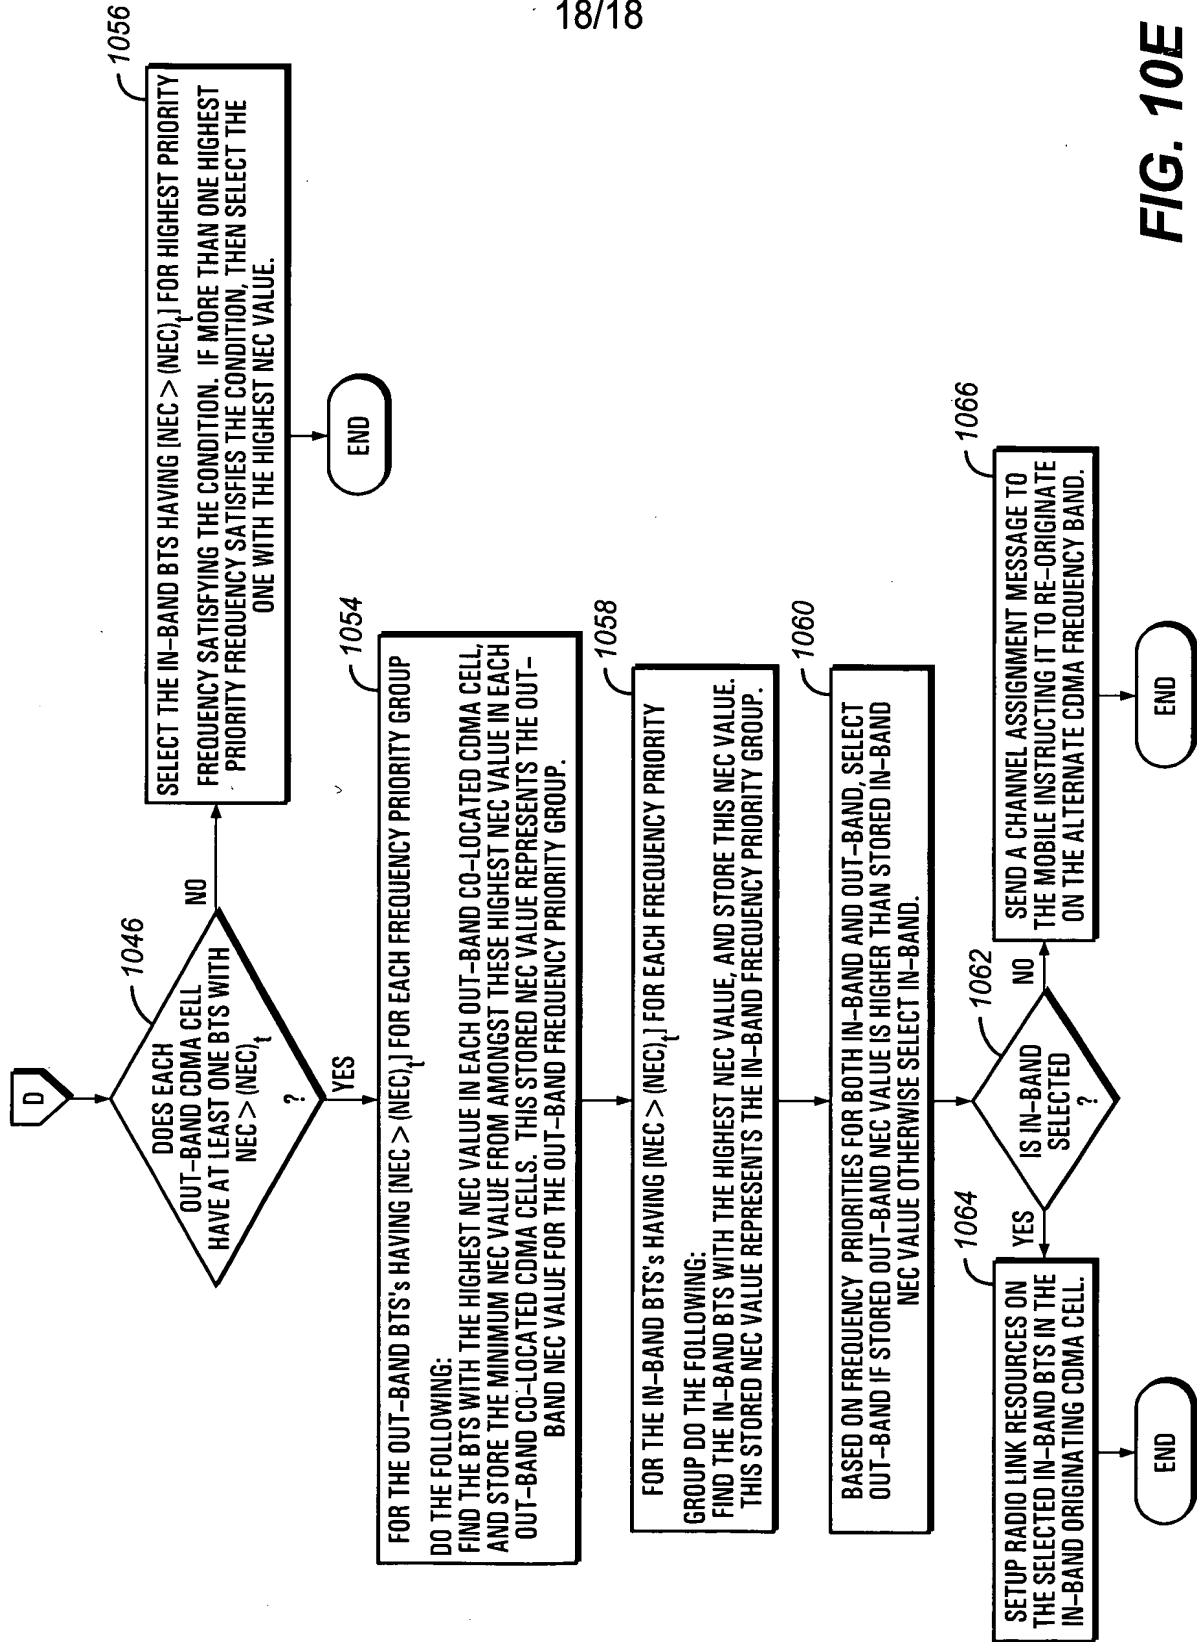 18/18
D
1046
DOES EACH
OUT-BAND CDMA CELL
HAVE AT LEAST ONE BTS WITH
NEC > (NEC)t
?
NO
YES
1056
SELECT THE IN-BAND BTS HAVING [NEC > (NEC)t] FOR HIGHEST PRIORITY
FREQUENCY SATISFYING THE CONDITION. IF MORE THAN ONE HIGHEST
PRIORITY FREQUENCY SATISFIES THE CONDITION, THEN SELECT THE
ONE WITH THE HIGHEST NEC VALUE.
END
1054
FOR THE OUT-BAND BTS's HAVING [NEC > (NEC)t] FOR EACH FREQUENCY PRIORITY GROUP
DO THE FOLLOWING:
FIND THE BTS WITH THE HIGHEST NEC VALUE IN EACH OUT-BAND CO-LOCATED CDMA CELL,
AND STORE THE MINIMUM NEC VALUE FROM AMONGST THESE HIGHEST NEC VALUE IN EACH
OUT-BAND CO-LOCATED CDMA CELLS. THIS STORED NEC VALUE REPRESENTS THE OUT-
BAND NEC VALUE FOR THE OUT-BAND FREQUENCY PRIORITY GROUP.
1058
FOR THE IN-BAND BTS's HAVING [NEC > (NEC)t] FOR EACH FREQUENCY PRIORITY
GROUP DO THE FOLLOWING:
FIND THE IN-BAND BTS WITH THE HIGHEST NEC VALUE, AND STORE THIS NEC VALUE.
THIS STORED NEC VALUE REPRESENTS THE IN-BAND FREQUENCY PRIORITY GROUP.
1060
BASED ON FREQUENCY PRIORITIES FOR BOTH IN-BAND AND OUT-BAND, SELECT
OUT-BAND IF STORED OUT-BAND NEC VALUE IS HIGHER THAN STORED IN-BAND
NEC VALUE OTHERWISE SELECT IN-BAND.
1062
IS IN-BAND
SELECTED
?
YES
NO
1064
SETUP RADIO LINK RESOURCES ON
THE SELECTED IN-BAND BTS IN THE
IN-BAND ORIGINATING CDMA CELL.
END
1066
SEND A CHANNEL ASSIGNMENT MESSAGE TO
THE MOBILE INSTRUCTING IT TO RE-ORIGINATE
ON THE ALTERNATE CDMA FREQUENCY BAND.
END
FIG. 10E